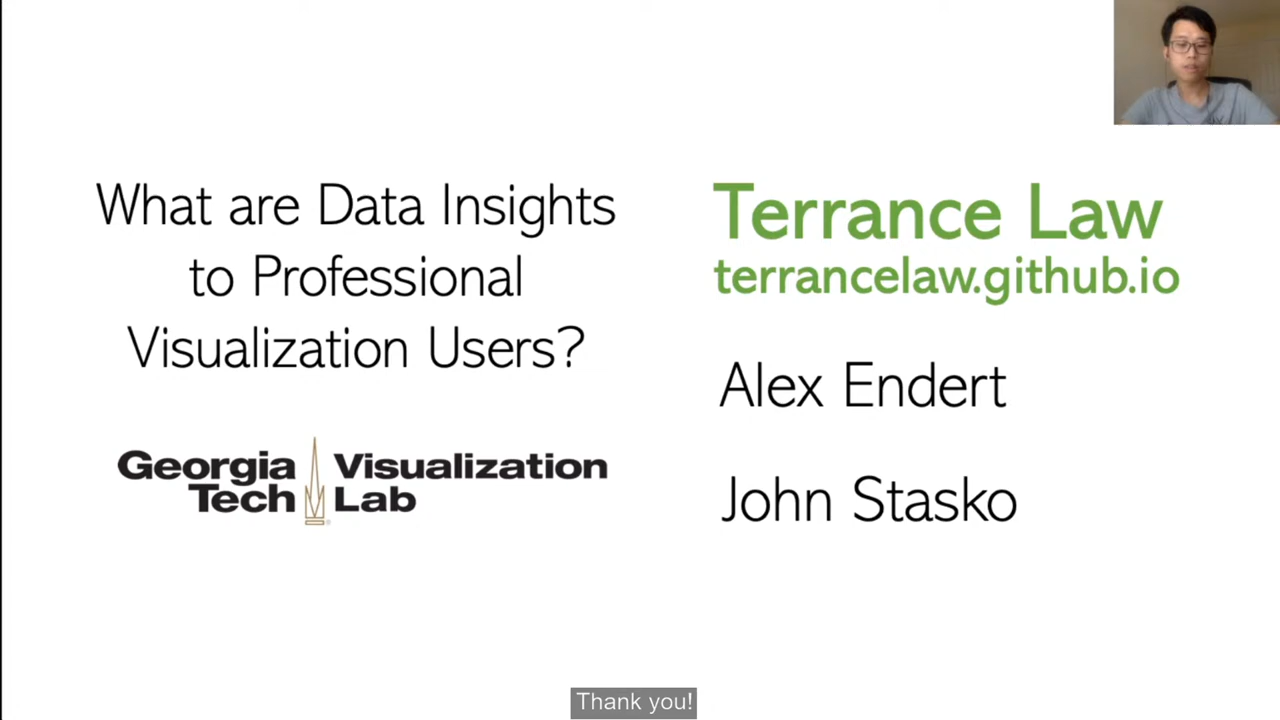 What are Data Insights
to Professional
Visualization Users?
Georgia Tech
Visualization Lab
Terrance Law
terrancelaw.github.io
Alex Endert
John Stasko
Thank you!